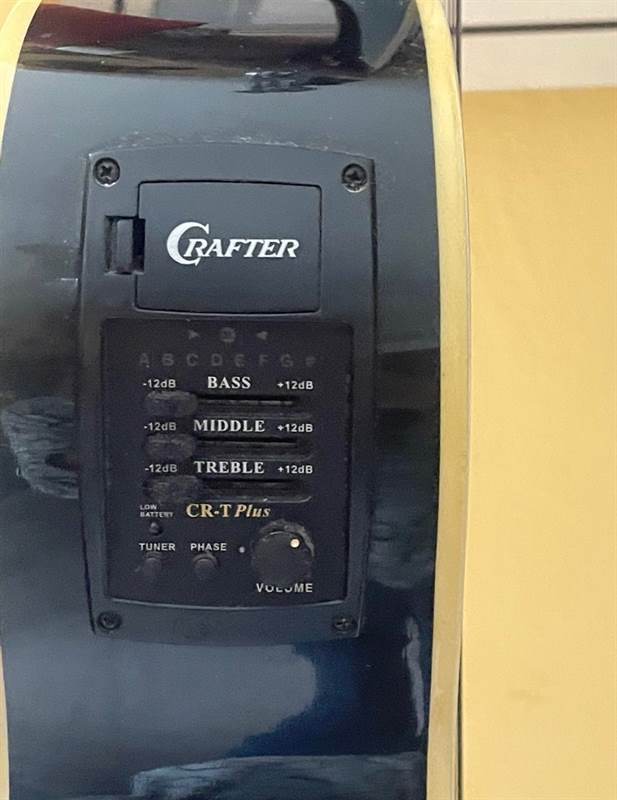 CRAFTER
A B C D E F G #
-12dB BASS +12dB
-12dB MIDDLE +12dB
-12dB TREBLE +12dB
LOW
BATTERY
CR-T Plus
TUNER PHASE
VOLUME